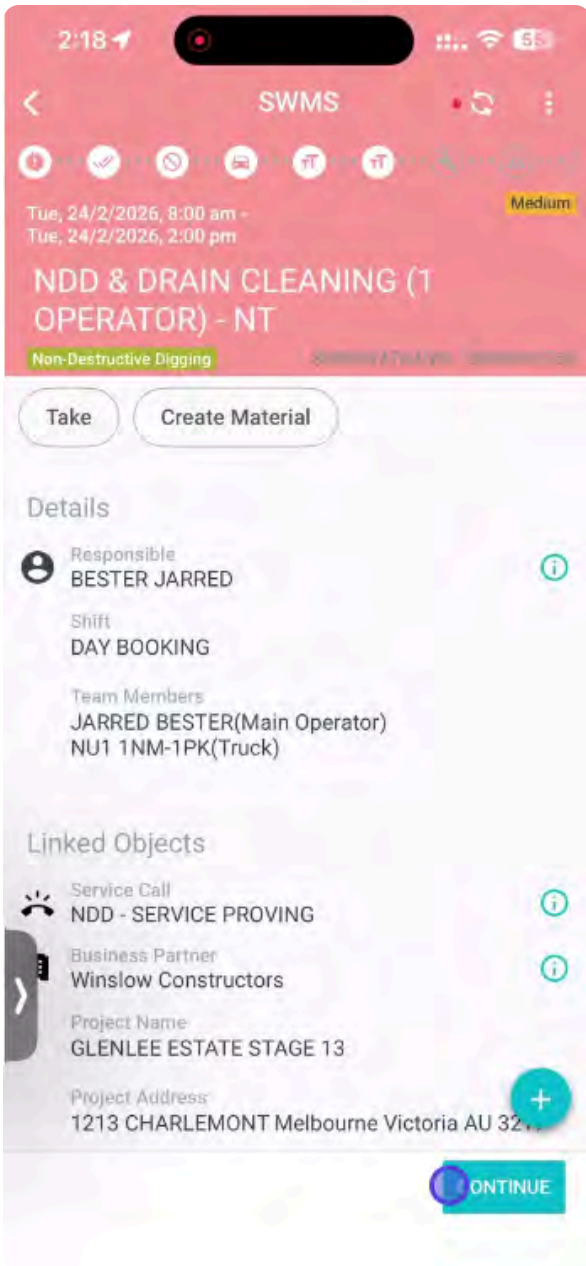 2:18
SWMS
Medium
Tue, 24/2/2026, 8:00 am -
Tue, 24/2/2026, 2:00 pm
NDD & DRAIN CLEANING (1
OPERATOR) - NT
Non-Destructive Digging
Take
Create Material
Details
Responsible
BESTER JARRED
Shift
DAY BOOKING
Team Members
JARRED BESTER(Main Operator)
NU1 1NM-1PK(Truck)
Linked Objects
Service Call
NDD - SERVICE PROVING
Business Partner
Winslow Constructors
Project Name
GLENLEE ESTATE STAGE 13
Project Address
1213 CHARLEMONT Melbourne Victoria AU
ONTINUE